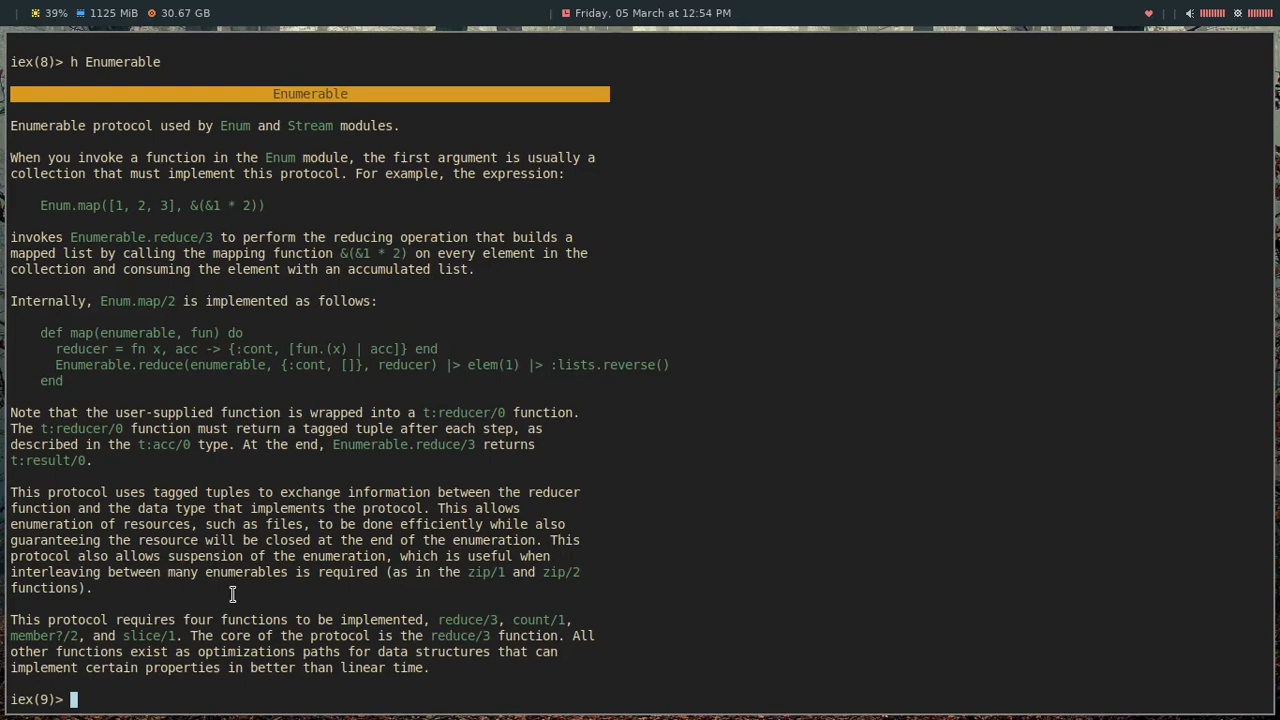 39% 1125 MiB 30.67 GB Friday, 05 March at 12:54 PM
iex(8)> h Enumerable
Enumerable
Enumerable protocol used by Enum and Stream modules.
When you invoke a function in the Enum module, the first argument is usually a
collection that must implement this protocol. For example, the expression:
Enum.map([1, 2, 3], &(&1 * 2))
invokes Enumerable.reduce/3 to perform the reducing operation that builds a
mapped list by calling the mapping function &(&1 * 2) on every element in the
collection and consuming the element with an accumulated list.
Internally, Enum.map/2 is implemented as follows:
def map(enumerable, fun) do
reducer = fn x, acc -> {:cont, [fun.(x) | acc]} end
Enumerable.reduce(enumerable, {:cont, []}, reducer) |> elem(1) |> :lists.reverse()
end
Note that the user-supplied function is wrapped into a t:reducer/0 function.
The t:reducer/0 function must return a tagged tuple after each step, as
described in the t:acc/0 type. At the end, Enumerable.reduce/3 returns
t:result/0.
This protocol uses tagged tuples to exchange information between the reducer
function and the data type that implements the protocol. This allows
enumeration of resources, such as files, to be done efficiently while also
guaranteeing the resource will be closed at the end of the enumeration. This
protocol also allows suspension of the enumeration, which is useful when
interleaving between many enumerables is required (as in the zip/1 and zip/2
functions).
This protocol requires four functions to be implemented, reduce/3, count/1,
member?/2, and slice/1. The core of the protocol is the reduce/3 function. All
other functions exist as optimizations paths for data structures that can
implement certain properties in better than linear time.
iex(9)>